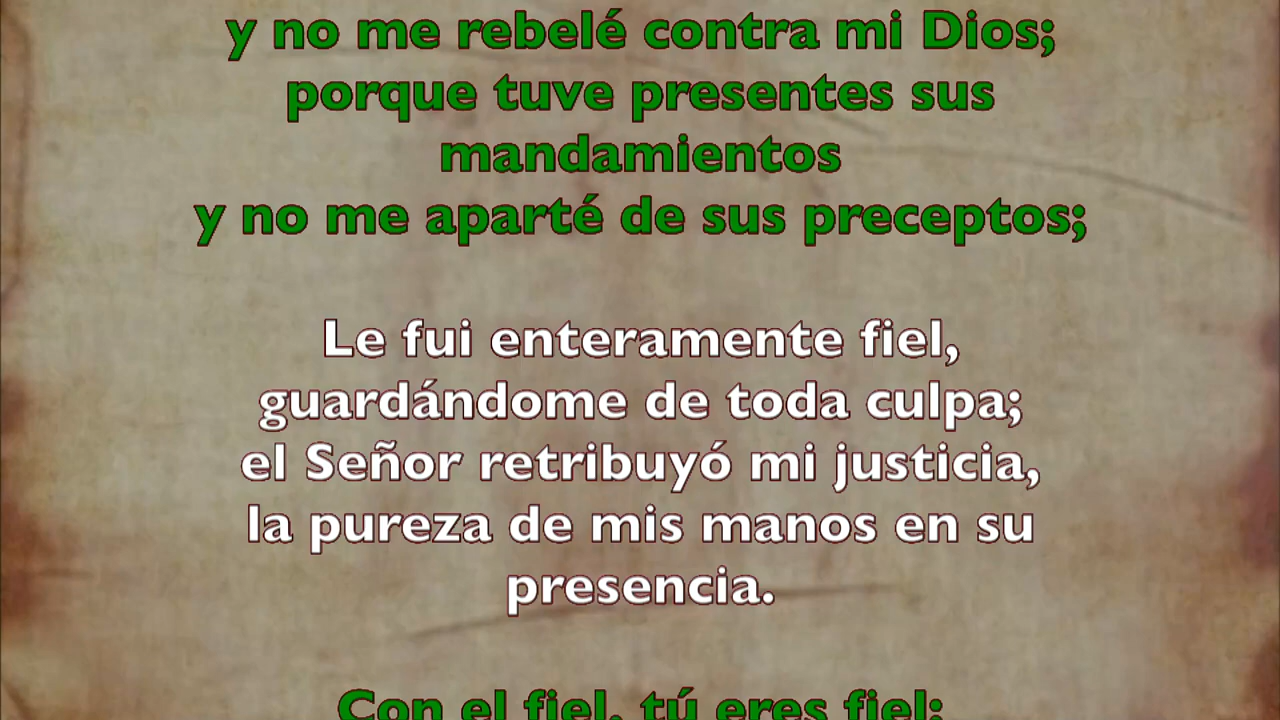 y no me rebelé contra mi Dios;
porque tuve presentes sus
mandamientos
y no me aparté de sus preceptos;
Le fui enteramente fiel,
guardándome de toda culpa;
el Señor retribuyó mi justicia,
la pureza de mis manos en su
presencia.
Con el fiel, tú eres fiel;